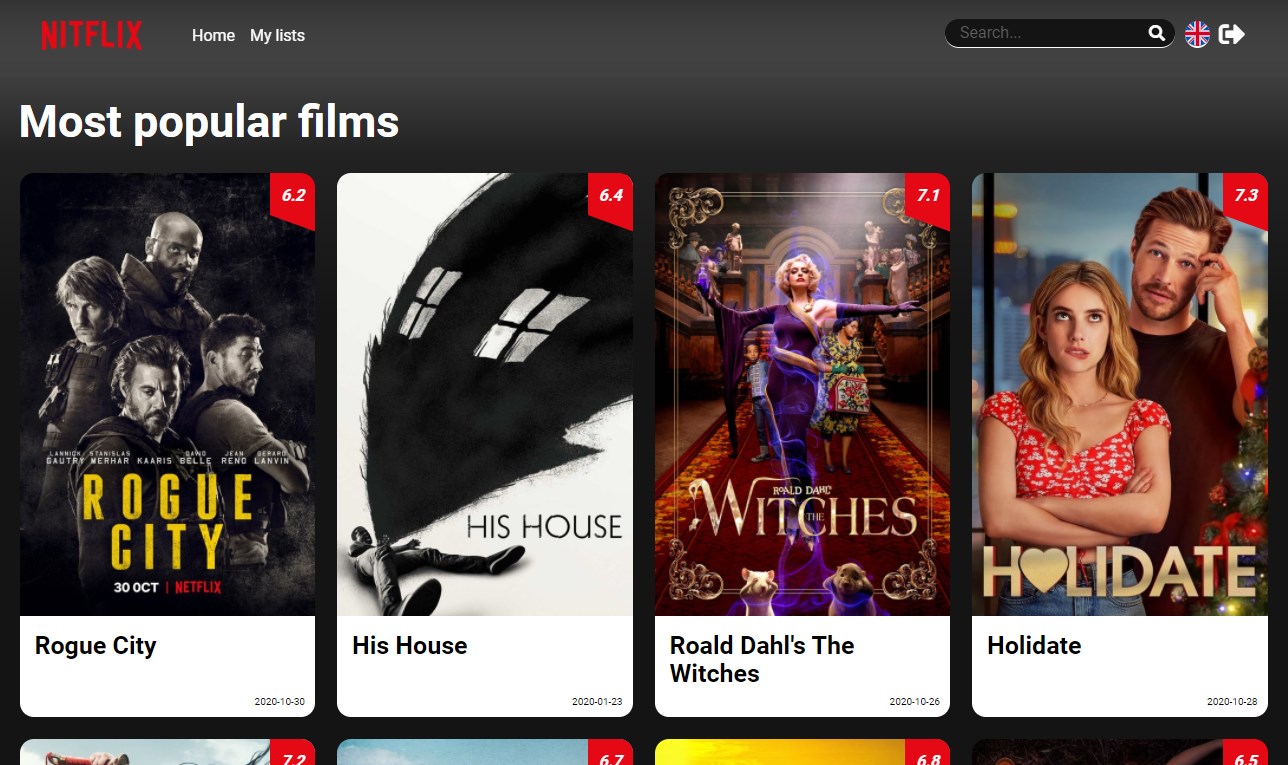 NITFLIX
Home My lists
Search...
Most popular films
6.2
6.4
7.1
7.3
LANNICK GAUTRY STANISLAS MERHAR KAARIS DAVID BELLE JEAN RENO GERARD LANVIN
ROGUE
CITY
30 OCT | NETFLIX
HIS HOUSE
ROALD DAHL'S
THE WITCHES
HOLIDATE
Rogue City
2020-10-30
His House
2020-01-23
Roald Dahl's The
Witches
2020-10-26
Holidate
2020-10-28
7.2
6.7
6.8
6.5